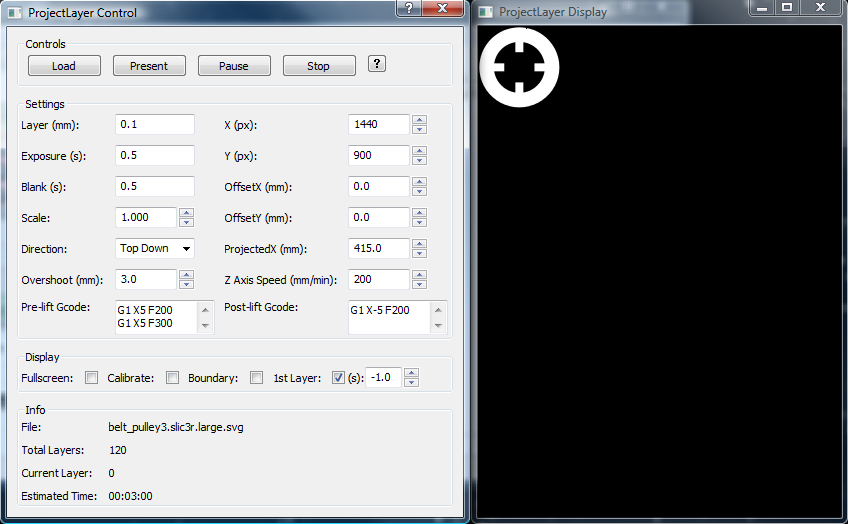 ProjectLayer Control
?
ProjectLayer Display
Controls
Load Present Pause Stop ?
Settings
Layer (mm): 0.1 X (px): 1440
Exposure (s): 0.5 Y (px): 900
Blank (s): 0.5 OffsetX (mm): 0.0
Scale: 1.000 OffsetY (mm): 0.0
Direction: Top Down ProjectedX (mm): 415.0
Overshoot (mm): 3.0 Z Axis Speed (mm/min): 200
Pre-lift Gcode: G1 X5 F200 Post-lift Gcode: G1 X-5 F200
G1 X5 F300
Display
Fullscreen: Calibrate: Boundary: 1st Layer: (s): -1.0
Info
File: belt_pulley3.slic3r.large.svg
Total Layers: 120
Current Layer: 0
Estimated Time: 00:03:00